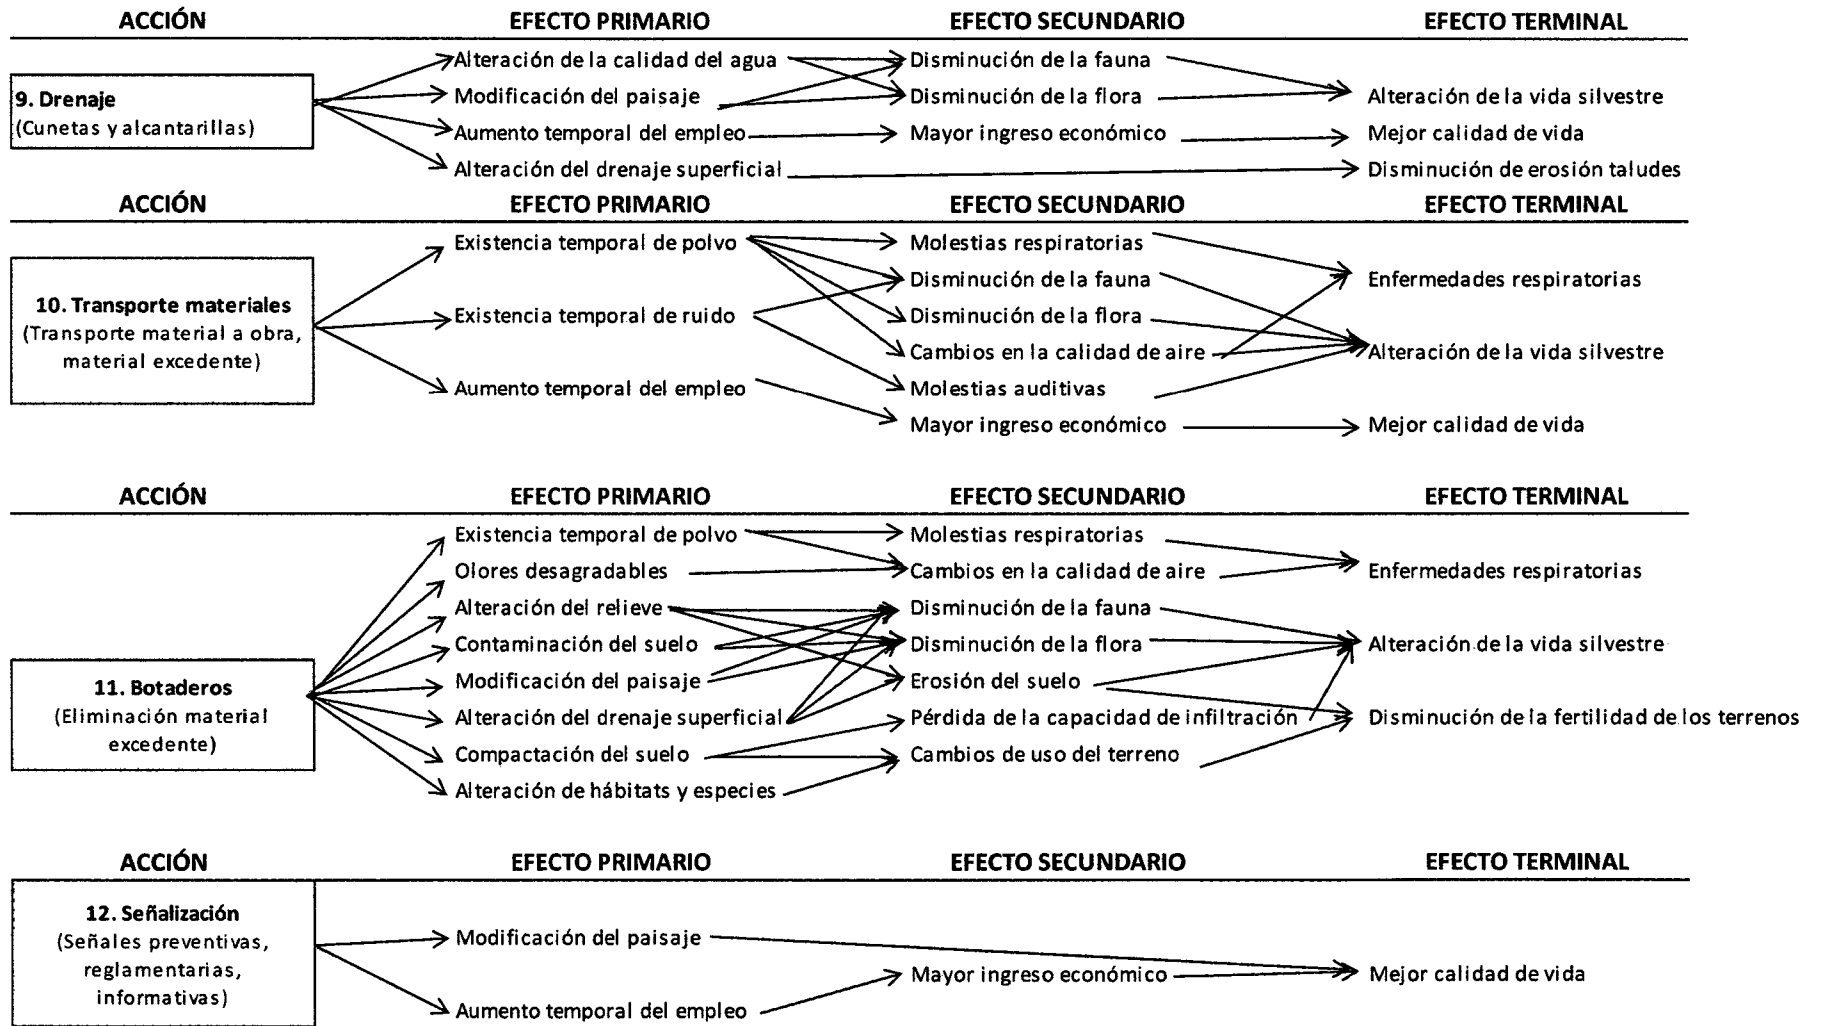 ACCIÓN EFECTO PRIMARIO EFECTO SECUNDARIO EFECTO TERMINAL
9. Drenaje
(Cunetas y alcantarillas)
Alteración de la calidad del agua
Modificación del paisaje
Aumento temporal del empleo
Alteración del drenaje superficial
Disminución de la fauna
Disminución de la flora
Mayor ingreso económico
Alteración de la vida silvestre
Mejor calidad de vida
Disminución de erosión taludes
ACCIÓN EFECTO PRIMARIO EFECTO SECUNDARIO EFECTO TERMINAL
10. Transporte materiales
(Transporte material a obra,
material excedente)
Existencia temporal de polvo
Existencia temporal de ruido
Aumento temporal del empleo
Molestias respiratorias
Disminución de la fauna
Disminución de la flora
Cambios en la calidad de aire
Molestias auditivas
Mayor ingreso económico
Enfermedades respiratorias
Alteración de la vida silvestre
Mejor calidad de vida
ACCIÓN EFECTO PRIMARIO EFECTO SECUNDARIO EFECTO TERMINAL
11. Botaderos
(Eliminación material
excedente)
Existencia temporal de polvo
Olores desagradables
Alteración del relieve
Contaminación del suelo
Modificación del paisaje
Alteración del drenaje superficial
Compactación del suelo
Alteración de hábitats y especies
Molestias respiratorias
Cambios en la calidad de aire
Disminución de la fauna
Disminución de la flora
Erosión del suelo
Pérdida de la capacidad de infiltración
Cambios de uso del terreno
Enfermedades respiratorias
Alteración de la vida silvestre
Disminución de la fertilidad de los terrenos
ACCIÓN EFECTO PRIMARIO EFECTO SECUNDARIO EFECTO TERMINAL
12. Señalización
(Señales preventivas,
reglamentarias,
informativas)
Modificación del paisaje
Aumento temporal del empleo
Mayor ingreso económico
Mejor calidad de vida